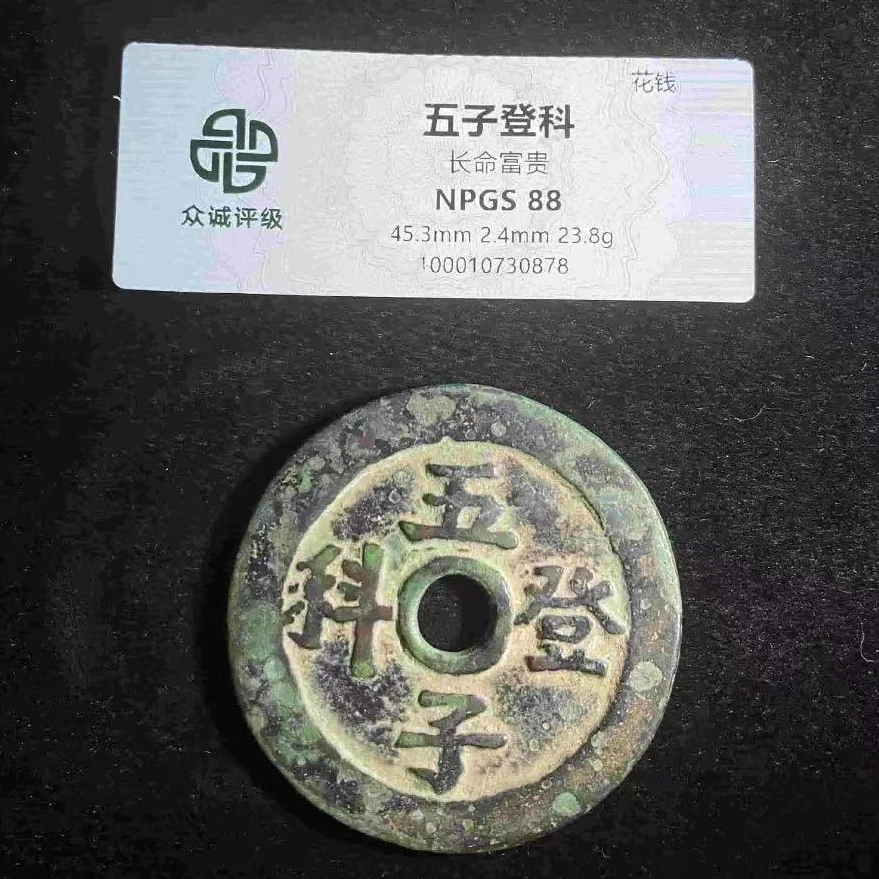 花钱
五子登科
长命富贵
NPGS 88
45.3mm 2.4mm 23.8g
100010730878
众诚评级
五子登科